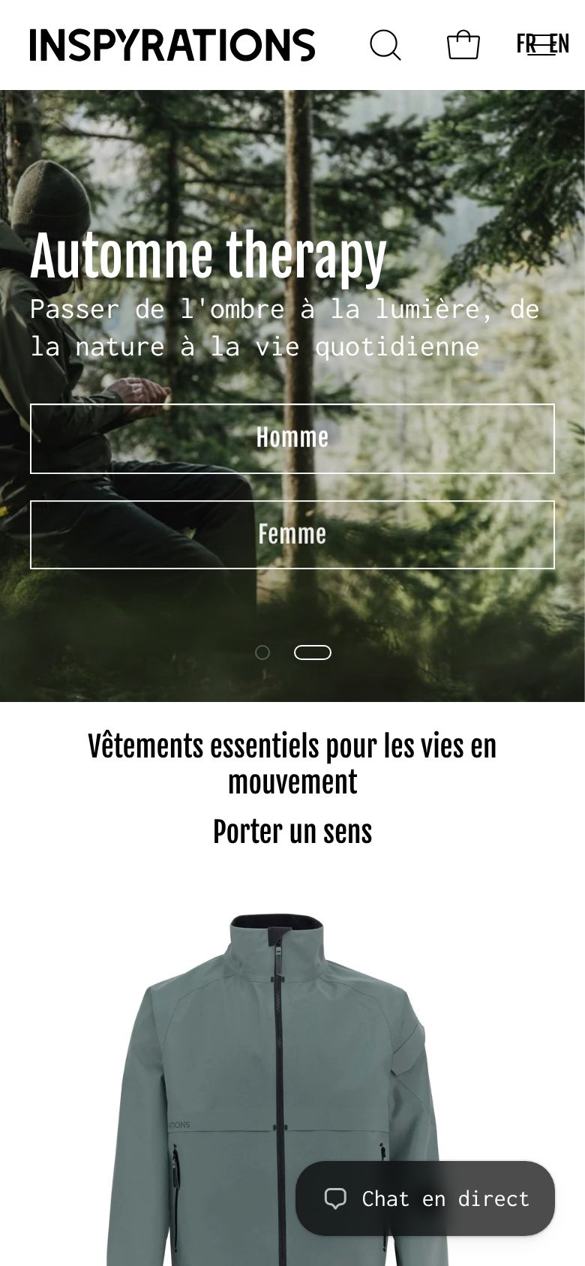 INSPYRATIONS
FR EN
Automne therapy
Passer de l'ombre à la lumière, de
la nature à la vie quotidienne
Homme
Femme
Vêtements essentiels pour les vies en
mouvement
Porter un sens
Chat en direct